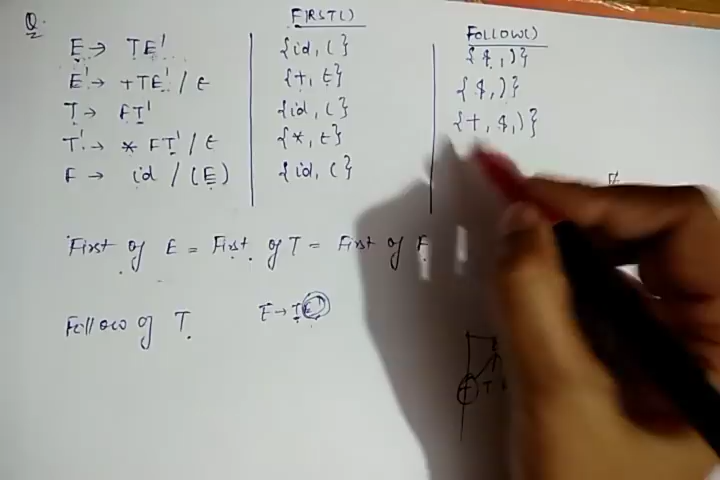 Q. FIRST() FOLLOW()
E → TE' {id, (} {$, )}
E' → +TE' / ϵ {+, ϵ} {$, )}
T → FT' {id, (} {+, $, )}
T' → * FT' / ϵ {*, ϵ}
F → id / (E) {id, (}
First of E = First of T = First of F
Follow of T E → TE'